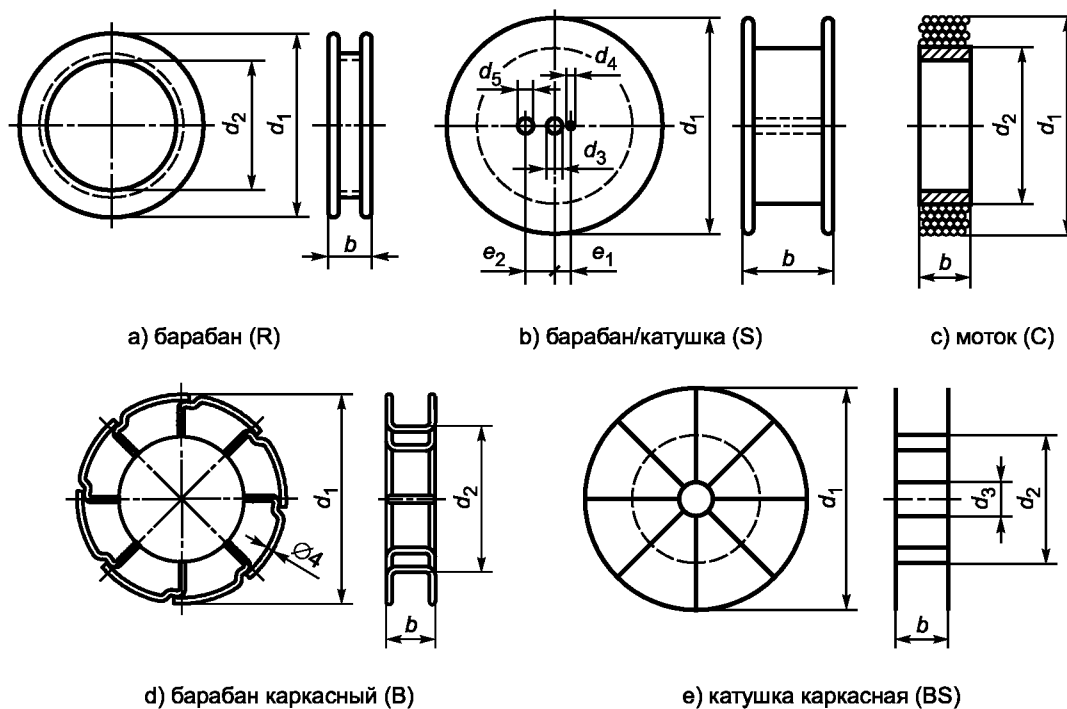 d₂
d₁
b
a) барабан (R)
d₅
d₄
d₃
d₁
e₂
e₁
b
b) барабан/катушка (S)
d₂
d₁
b
c) моток (C)
d₁
d₂
∅4
b
d) барабан каркасный (B)
d₁
d₃
d₂
b
e) катушка каркасная (BS)